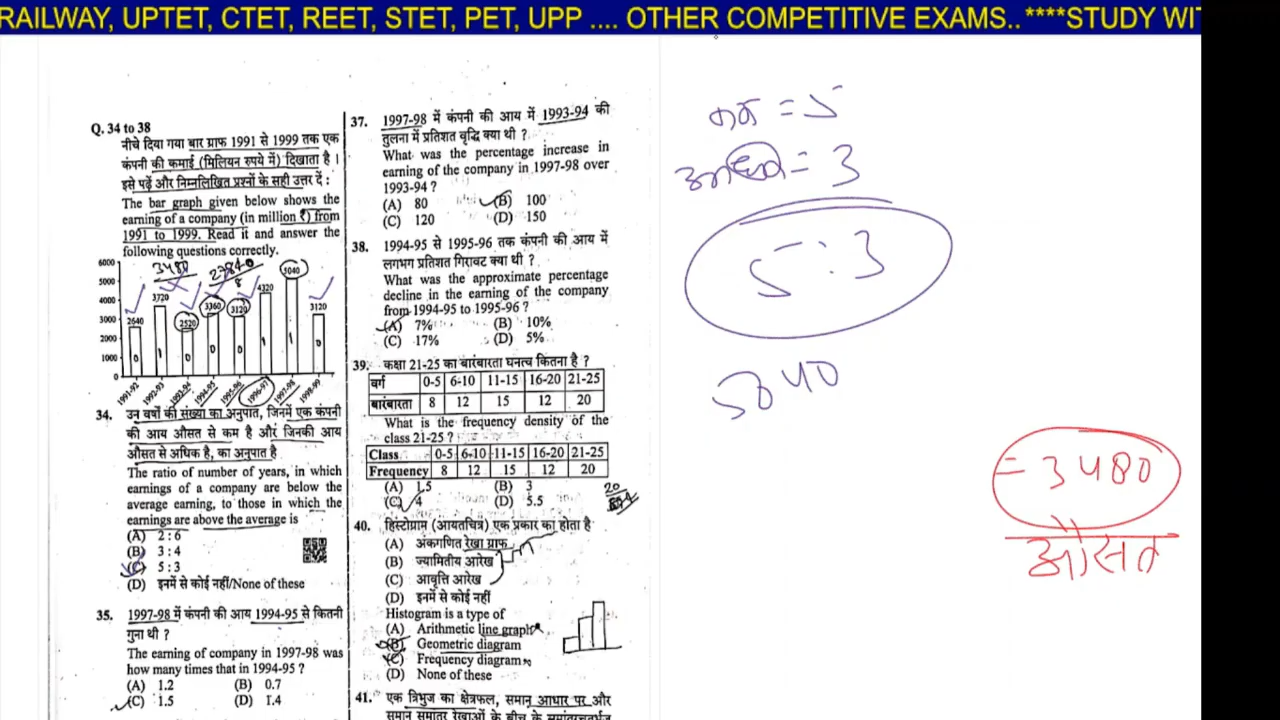 RAILWAY, UPTET, CTET, REET, STET, PET, UPP .... OTHER COMPETITIVE EXAMS.. ****STUDY WIT
Q. 34 to 38
नीचे दिया गया बार ग्राफ 1991 से 1999 तक एक
कंपनी की कमाई (मिलियन रुपये में) दिखाता है।
इसे पढ़ें और निम्नलिखित प्रश्नों के सही उत्तर दें:
The bar graph given below shows the
earning of a company (in million ₹) from
1991 to 1999. Read it and answer the
following questions correctly.
3480
27840
8
6000
5000
4000
3000
2000
1000
0
2640
3720
2520
3360
3120
4320
5040
3120
1991-92
1992-93
1993-94
1994-95
1995-96
1996-97
1997-98
1998-99
34. उन वर्षों की संख्या का अनुपात, जिनमें एक कंपनी
की आय औसत से कम है और जिनकी आय
औसत से अधिक है, का अनुपात है
The ratio of number of years, in which
earnings of a company are below the
average earning, to those in which the
earnings are above the average is
(A) 2 : 6
(B) 3 : 4
(C) 5 : 3
(D) इनमें से कोई नहीं/None of these
35. 1997-98 में कंपनी की आय 1994-95 से कितनी
गुना थी ?
The earning of company in 1997-98 was
how many times that in 1994-95 ?
(A) 1.2 (B) 0.7
(C) 1.5 (D) 1.4
37. 1997-98 में कंपनी की आय में 1993-94 की
तुलना में प्रतिशत वृद्धि क्या थी ?
What was the percentage increase in
earning of the company in 1997-98 over
1993-94 ?
(A) 80 (B) 100
(C) 120 (D) 150
38. 1994-95 से 1995-96 तक कंपनी की आय में
लगभग प्रतिशत गिरावट क्या थी ?
What was the approximate percentage
decline in the earning of the company
from 1994-95 to 1995-96 ?
(A) 7% (B) 10%
(C) 17% (D) 5%
39. कक्षा 21-25 का बारंबारता घनत्व कितना है ?
वर्ग 0-5 6-10 11-15 16-20 21-25
बारंबारता 8 12 15 12 20
What is the frequency density of the
class 21-25 ?
Class 0-5 6-10 11-15 16-20 21-25
Frequency 8 12 15 12 20
(A) 1.5 (B) 3
(C) 4 (D) 5.5
20
40. हिस्टोग्राम (आयतचित्र) एक प्रकार का होता है
(A) अंकगणित रेखा ग्राफ
(B) ज्यामितीय आरेख
(C) आवृत्ति आरेख
(D) इनमें से कोई नहीं
Histogram is a type of
(A) Arithmetic line graph
(B) Geometric diagram
(C) Frequency diagram
(D) None of these
41. एक त्रिभुज का क्षेत्रफल, समान आधार पर और
समान समांतर रेखाओं के बीच के समांतरचतुर्भुज
कम = 5
अधिक = 3
5 : 3
5040
= 3480
औसत